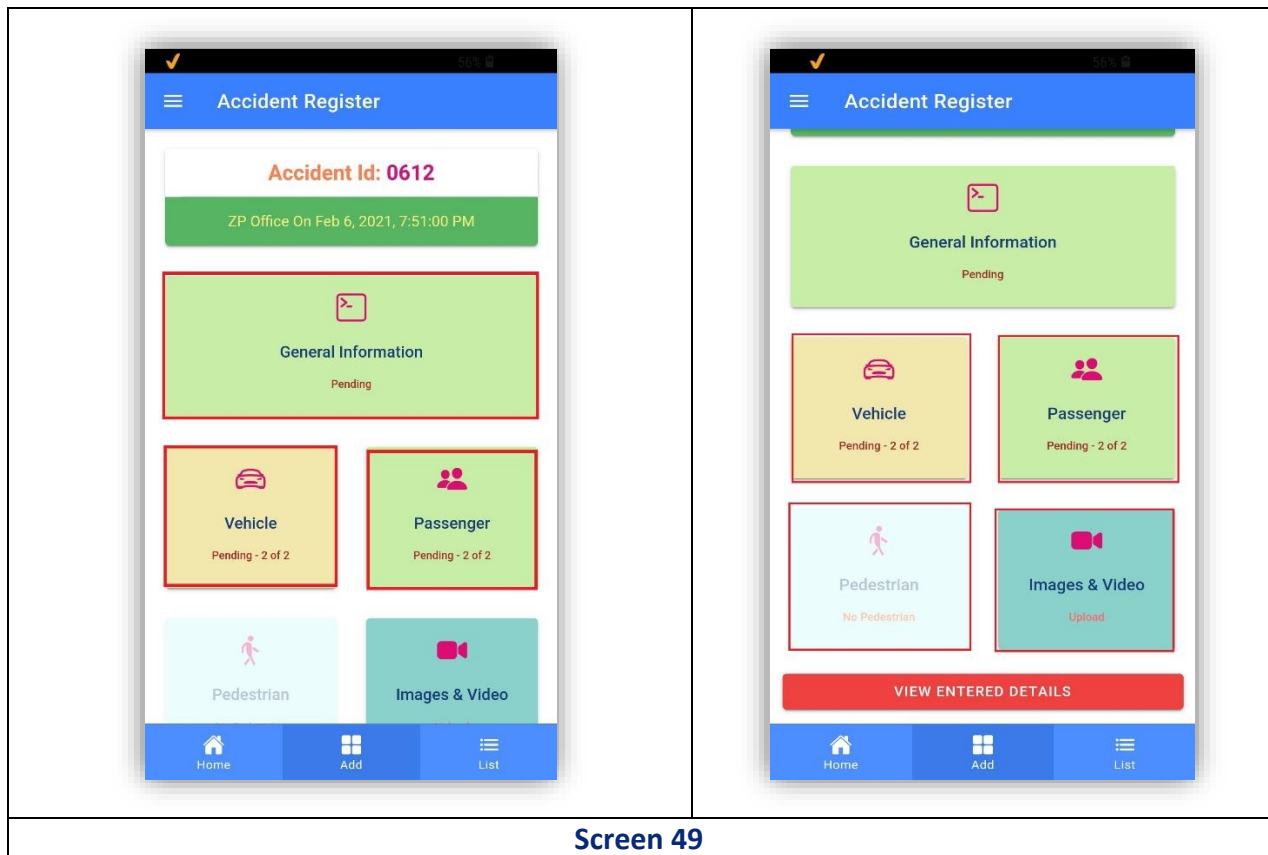 56%
Accident Register
Accident Id: 0612
ZP Office On Feb 6, 2021, 7:51:00 PM
>-
General Information
Pending
Vehicle
Passenger
Pending - 2 of 2
Pending - 2 of 2
Pedestrian
Images & Video
Home
Add
List
56%
Accident Register
>-
General Information
Pending
Vehicle
Passenger
Pending - 2 of 2
Pending - 2 of 2
Pedestrian
Images & Video
No Pedestrian
Upload
VIEW ENTERED DETAILS
Home
Add
List
Screen 49